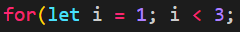 for(let i = 1; i < 3;